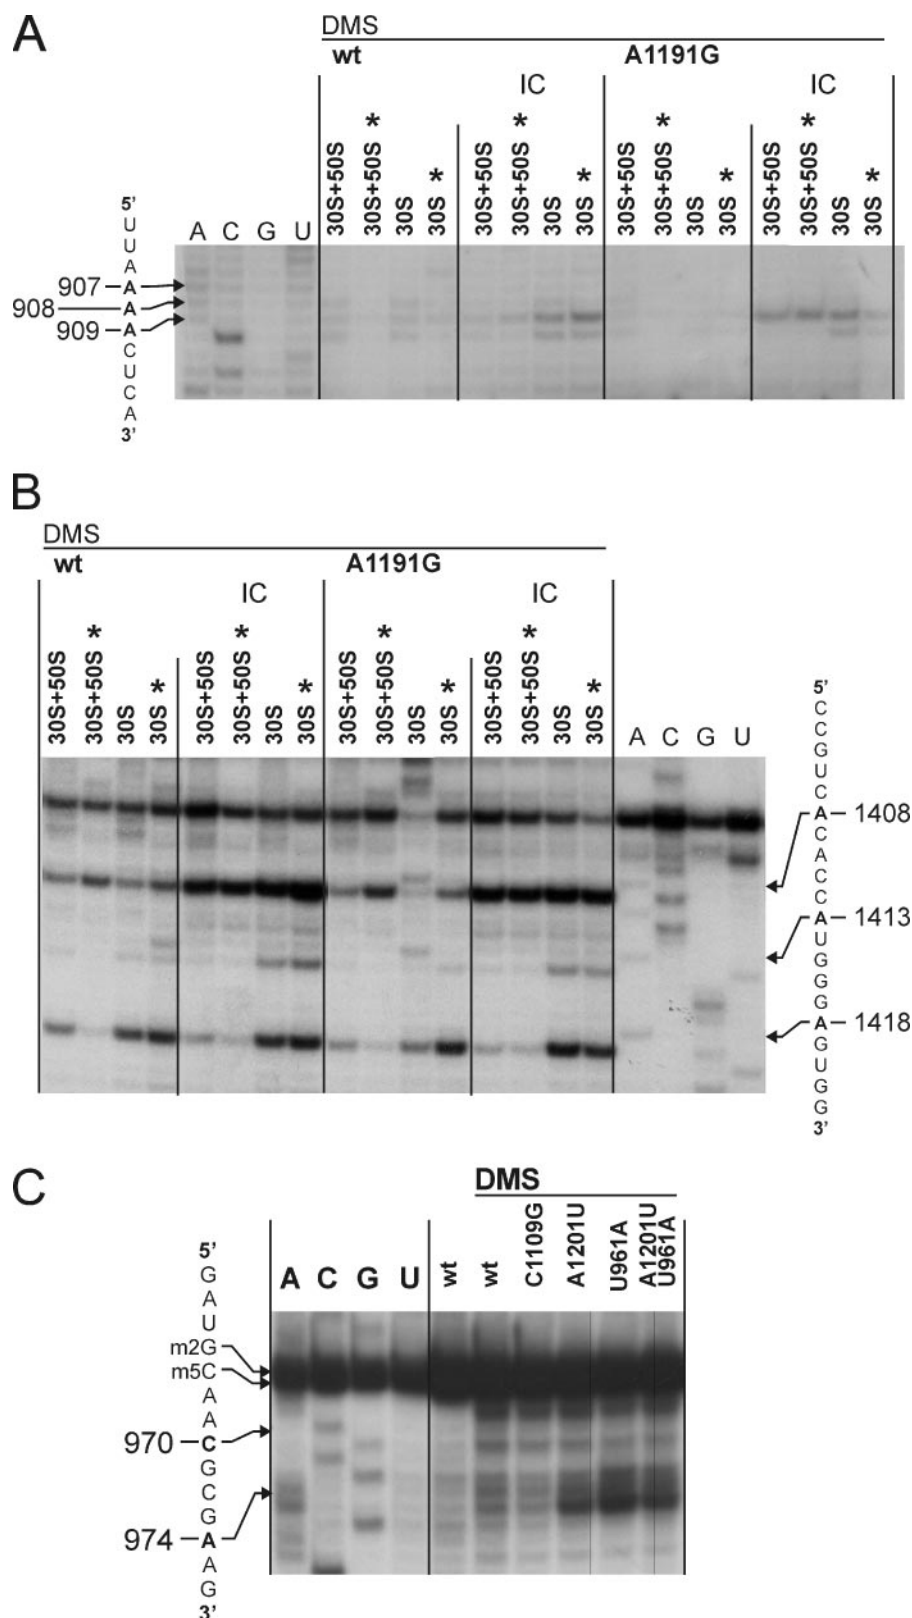 A
DMS
wt
A1191G
IC
IC
30S+50S
30S+50S *
30S
30S *
30S+50S
30S+50S *
30S
30S *
30S+50S
30S+50S *
30S
30S *
30S+50S
30S+50S *
30S
30S *
A C G U
5'
U
U
A
907 A
908 A
909 A
C
U
C
A
3'
B
DMS
wt
A1191G
IC
IC
30S+50S
30S+50S *
30S
30S *
30S+50S
30S+50S *
30S
30S *
30S+50S
30S+50S *
30S
30S *
30S+50S
30S+50S *
30S
30S *
A C G U
5'
C
C
G
U
C
A 1408
C
A
C
C
A 1413
U
G
G
G
A 1418
G
U
G
G
3'
C
DMS
A C G U
wt
wt
C1109G
A1201U
U961A
A1201U
U961A
5'
G
A
U
m2G
m5C
A
A
970 C
G
C
G
974 A
A
G
3'